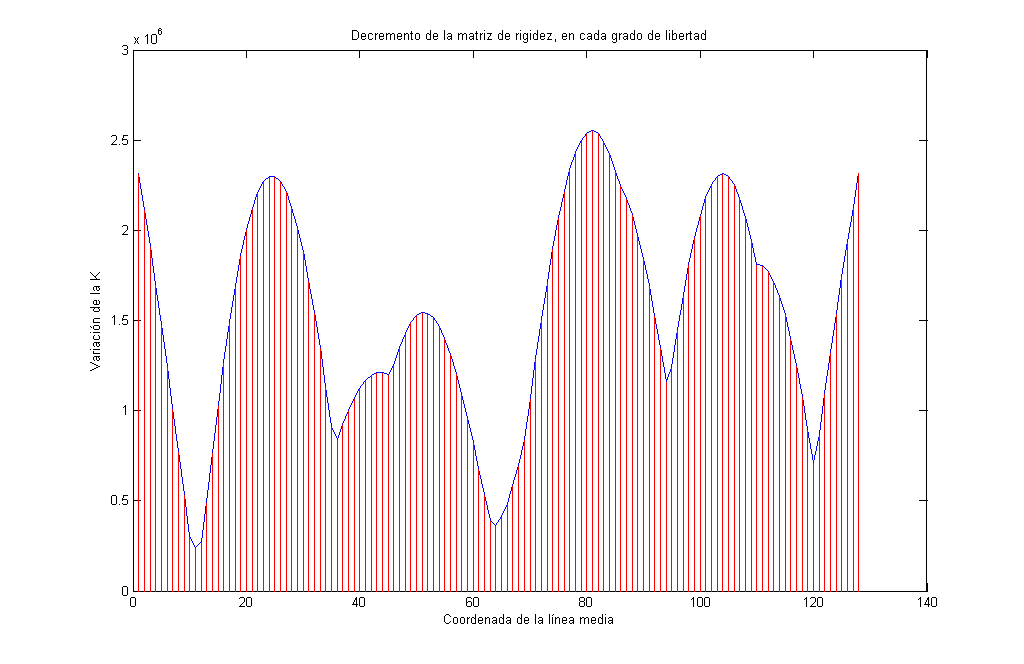 Decremento de la matriz de rigidez, en cada grado de libertad
x 10^6
3
2.5
2
1.5
1
0.5
0
Variación de la K
0 20 40 60 80 100 120 140
Coordenada de la línea media